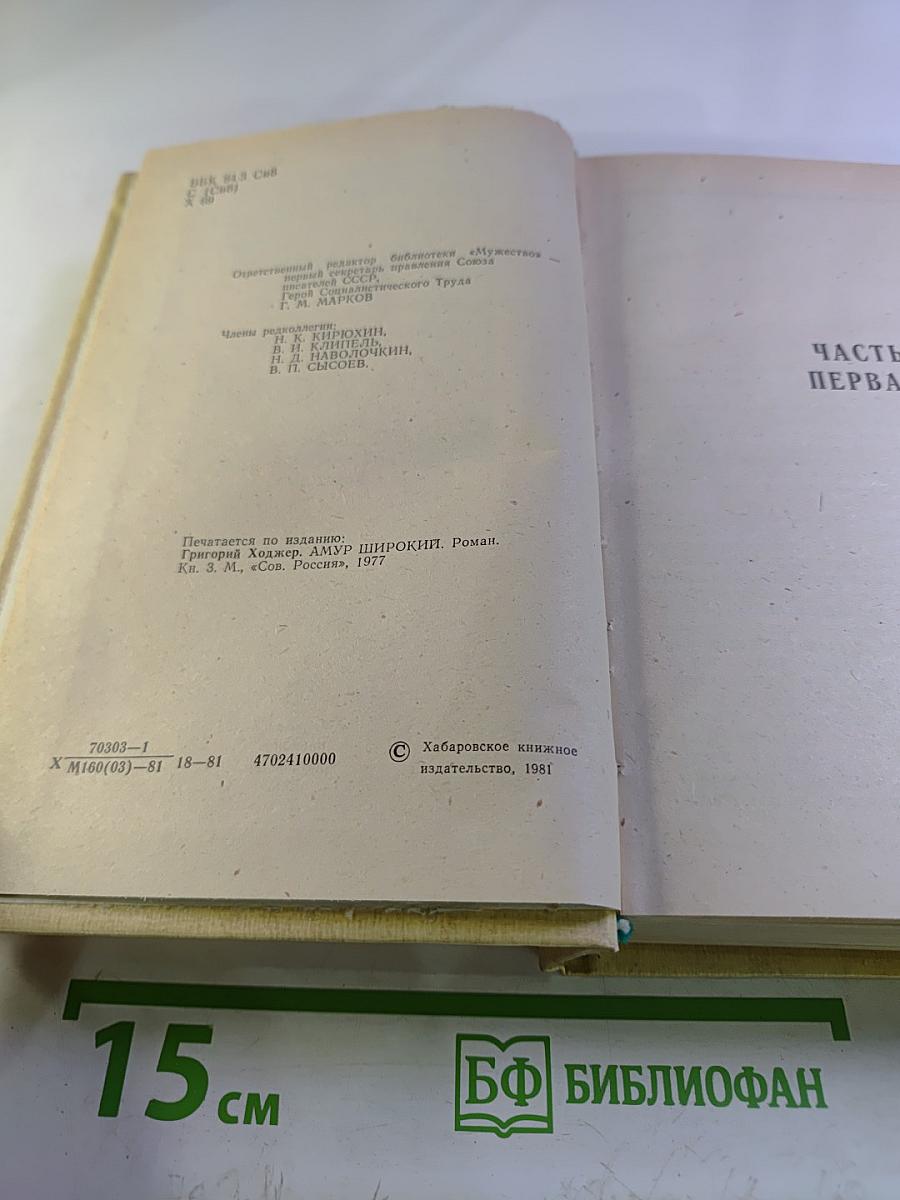 ББК 84.3 Сиб
С (Сиб)
Х 69
Ответственный редактор библиотеки «Мужество» —
первый секретарь правления Союза
писателей СССР,
Герой Социалистического Труда
Г. М. МАРКОВ
Члены редколлегии:
Н. К. КИРЮХИН,
В. И. КЛИПЕЛЬ,
Н. Д. НАВОЛОЧКИН,
В. П. СЫСОЕВ.
Печатается по изданию:
Григорий Ходжер. АМУР ШИРОКИЙ. Роман.
Кн. 3. М., «Сов. Россия», 1977
70303—1
Х М160(03)—81 18—81 4702410000
© Хабаровское книжное
издательство, 1981
ЧАСТЬ
ПЕРВА
15 см
БФ БИБЛИОФАН